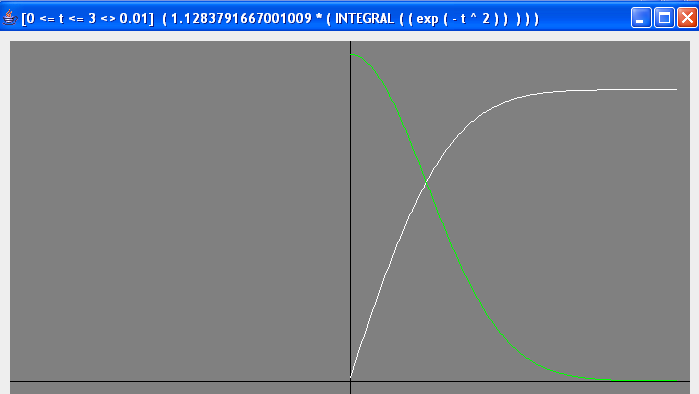 [0 <= t <= 3 <> 0.01] ( 1.1283791667001009 * ( INTEGRAL ( ( exp ( - t ^ 2 ) ) ) ) )